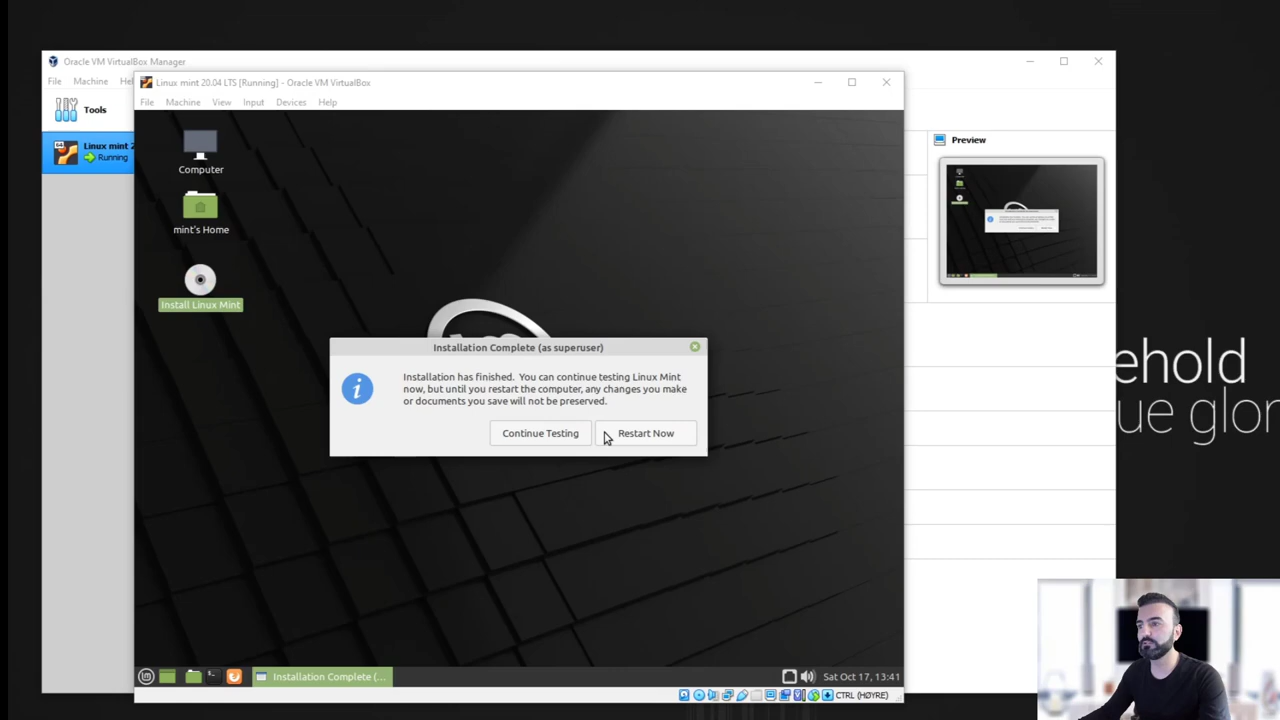 Oracle VM VirtualBox Manager
File Machine Hel
Linux mint 20.04 LTS [Running] - Oracle VM VirtualBox
File Machine View Input Devices Help
Tools
Linux mint 2
Running
64
Preview
Computer
mint's Home
Install Linux Mint
Installation Complete (as superuser)
Installation has finished. You can continue testing Linux Mint
now, but until you restart the computer, any changes you make
or documents you save will not be preserved.
Continue Testing
Restart Now
ehold
ue glor
Installation Complete (...
Sat Oct 17, 13:41
CTRL (HØYRE)